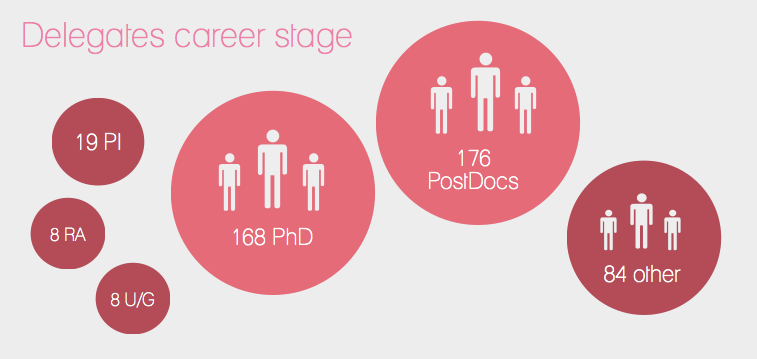 Delegates career stage
19 PI
8 RA
8 U/G
168 PhD
176
PostDocs
84 other